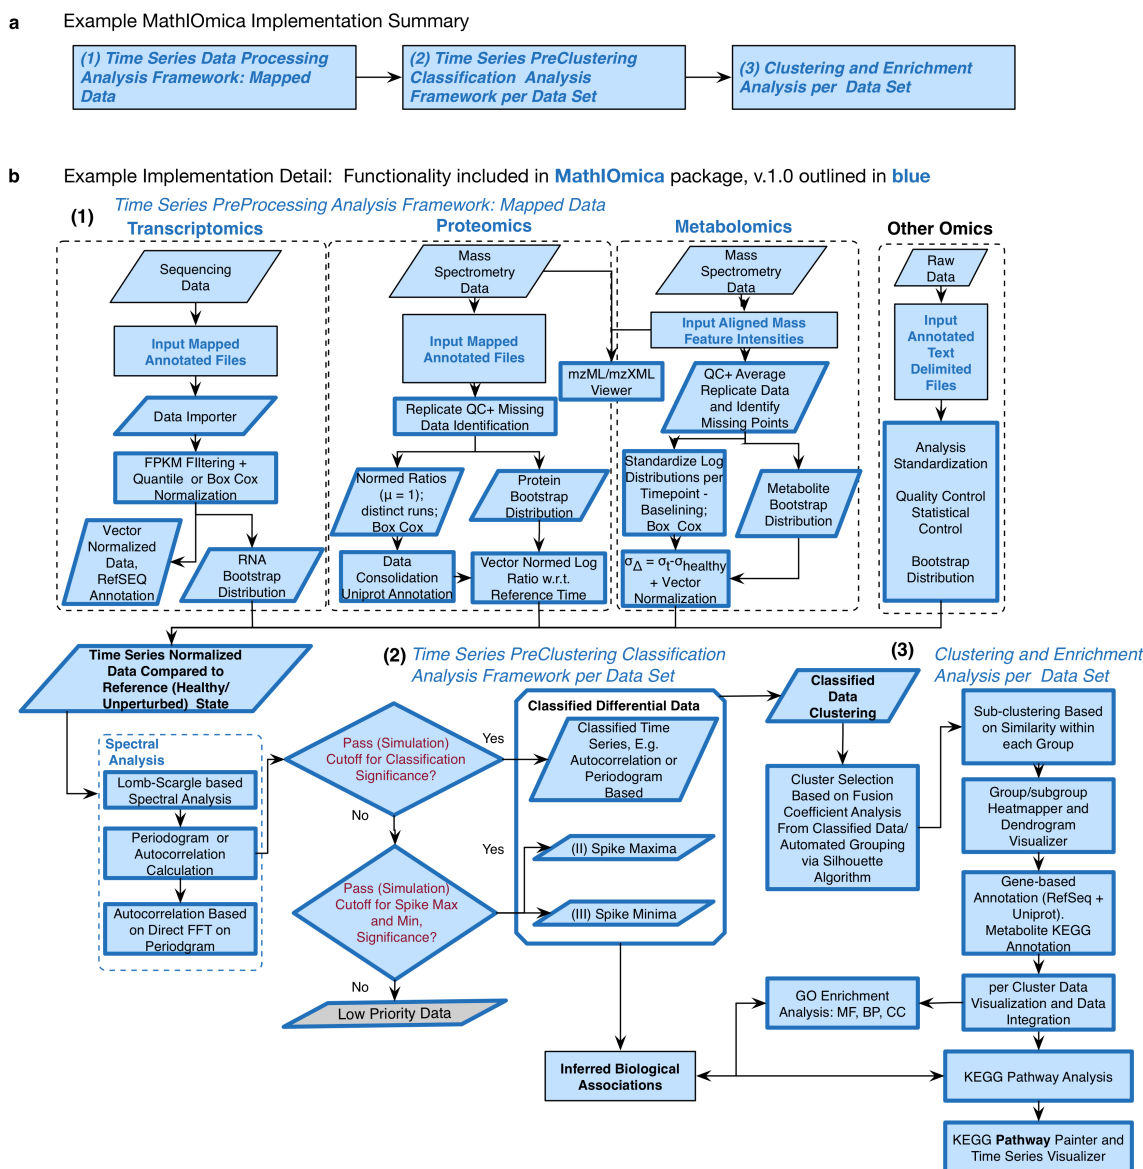 a Example MathIOmica Implementation Summary
(1) Time Series Data Processing
Analysis Framework: Mapped
Data
(2) Time Series PreClustering
Classification Analysis
Framework per Data Set
(3) Clustering and Enrichment
Analysis per Data Set
b Example Implementation Detail: Functionality included in MathIOmica package, v.1.0 outlined in blue
(1) Time Series PreProcessing Analysis Framework: Mapped Data
Transcriptomics
Sequencing
Data
Input Mapped
Annotated Files
Data Importer
FPKM FIltering +
Quantile or Box Cox
Normalization
Vector
Normalized
Data,
RefSEQ
Annotation
RNA
Bootstrap
Distribution
Proteomics
Mass
Spectrometry
Data
Input Mapped
Annotated Files
mzML/mzXML
Viewer
Replicate QC+ Missing
Data Identification
Normed Ratios
(μ = 1);
distinct runs;
Box Cox
Protein
Bootstrap
Distribution
Data
Consolidation
Uniprot Annotation
Vector Normed Log
Ratio w.r.t.
Reference Time
Metabolomics
Mass
Spectrometry
Data
Input Aligned Mass
Feature Intensities
QC+ Average
Replicate Data
and Identify
Missing Points
Standardize Log
Distributions per
Timepoint -
Baselining;
Box Cox
Metabolite
Bootstrap
Distribution
σΔ = σt-σhealthy
+ Vector
Normalization
Other Omics
Raw
Data
Input
Annotated
Text
Delimited
Files
Analysis
Standardization
Quality Control
Statistical
Control
Bootstrap
Distribution
Time Series Normalized
Data Compared to
Reference (Healthy/
Unperturbed) State
Spectral
Analysis
Lomb-Scargle based
Spectral Analysis
Periodogram or
Autocorrelation
Calculation
Autocorrelation Based
on Direct FFT on
Periodgram
(2) Time Series PreClustering Classification
Analysis Framework per Data Set
Pass (Simulation)
Cutoff for Classification
Significance?
Yes
No
Pass (Simulation)
Cutoff for Spike Max
and Min,
Significance?
Yes
No
Low Priority Data
Classified Differential Data
Classified Time
Series, E.g.
Autocorrelation or
Periodogram
Based
(II) Spike Maxima
(III) Spike Minima
Inferred Biological
Associations
(3) Clustering and Enrichment
Analysis per Data Set
Classified
Data
Clustering
Cluster Selection
Based on Fusion
Coefficient Analysis
From Classified Data/
Automated Grouping
via Silhouette
Algorithm
Sub-clustering Based
on Similarity within
each Group
Group/subgroup
Heatmapper and
Dendrogram
Visualizer
Gene-based
Annotation (RefSeq +
Uniprot).
Metabolite KEGG
Annotation
per Cluster Data
Visualization and Data
Integration
GO Enrichment
Analysis: MF, BP, CC
KEGG Pathway Analysis
KEGG Pathway Painter and
Time Series Visualizer